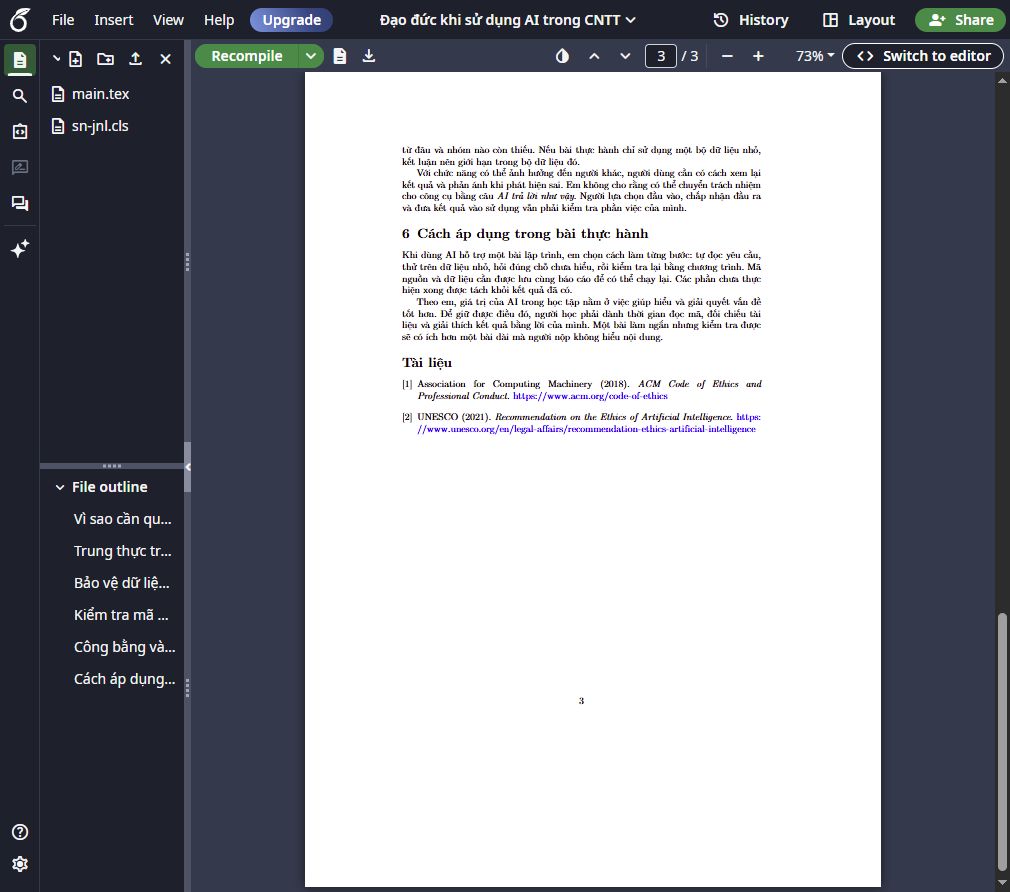 File Insert View Help Upgrade Đạo đức khi sử dụng AI trong CNTT History Layout Share
Recompile 3 / 3 73% Switch to editor
main.tex
sn-jnl.cls
File outline
Vì sao cần qu...
Trung thực tr...
Bảo vệ dữ liệ...
Kiểm tra mã ...
Công bằng và...
Cách áp dụng...
từ đâu và nhóm nào còn thiếu. Nếu bài thực hành chỉ sử dụng một bộ dữ liệu nhỏ,
kết luận nên giới hạn trong bộ dữ liệu đó.
Với chức năng có thể ảnh hưởng đến người khác, người dùng cần có cách xem lại
kết quả và phản ánh khi phát hiện sai. Em không cho rằng có thể chuyển trách nhiệm
cho công cụ bằng câu AI trả lời như vậy. Người lựa chọn đầu vào, chấp nhận đầu ra
và đưa kết quả vào sử dụng vẫn phải kiểm tra phần việc của mình.
6 Cách áp dụng trong bài thực hành
Khi dùng AI hỗ trợ một bài lập trình, em chọn cách làm từng bước: tự đọc yêu cầu,
thử trên dữ liệu nhỏ, hỏi đúng chỗ chưa hiểu, rồi kiểm tra lại bằng chương trình. Mã
nguồn và dữ liệu cần được lưu cùng báo cáo để có thể chạy lại. Các phần chưa thực
hiện xong được tách khỏi kết quả đã có.
Theo em, giá trị của AI trong học tập nằm ở việc giúp hiểu và giải quyết vấn đề
tốt hơn. Để giữ được điều đó, người học phải dành thời gian đọc mã, đối chiếu tài
liệu và giải thích kết quả bằng lời của mình. Một bài làm ngắn nhưng kiểm tra được
sẽ có ích hơn một bài dài mà người nộp không hiểu nội dung.
Tài liệu
[1] Association for Computing Machinery (2018). ACM Code of Ethics and
Professional Conduct. https://www.acm.org/code-of-ethics
[2] UNESCO (2021). Recommendation on the Ethics of Artificial Intelligence. https:
//www.unesco.org/en/legal-affairs/recommendation-ethics-artificial-intelligence
3